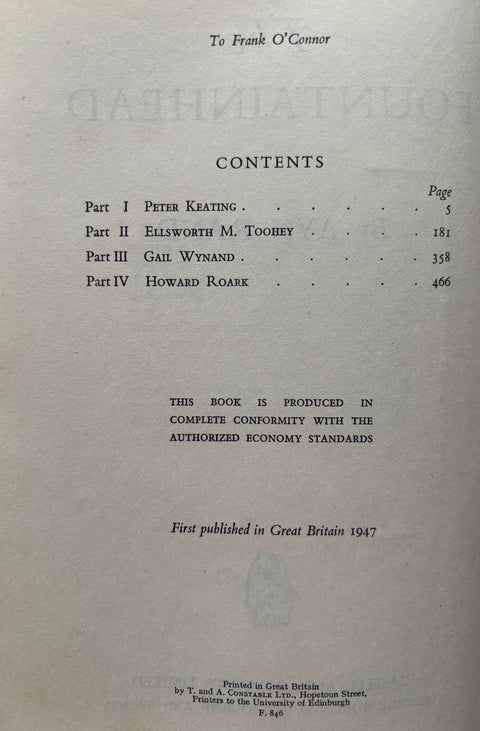 To Frank O'Connor
CONTENTS
Page
Part I PETER KEATING . . . . . . 5
Part II ELLSWORTH M. TOOHEY . . . . 181
Part III GAIL WYNAND . . . . . . 358
Part IV HOWARD ROARK . . . . . 466
THIS BOOK IS PRODUCED IN
COMPLETE CONFORMITY WITH THE
AUTHORIZED ECONOMY STANDARDS
First published in Great Britain 1947
Printed in Great Britain
by T. and A. CONSTABLE LTD., Hopetoun Street,
Printers to the University of Edinburgh
F. 846